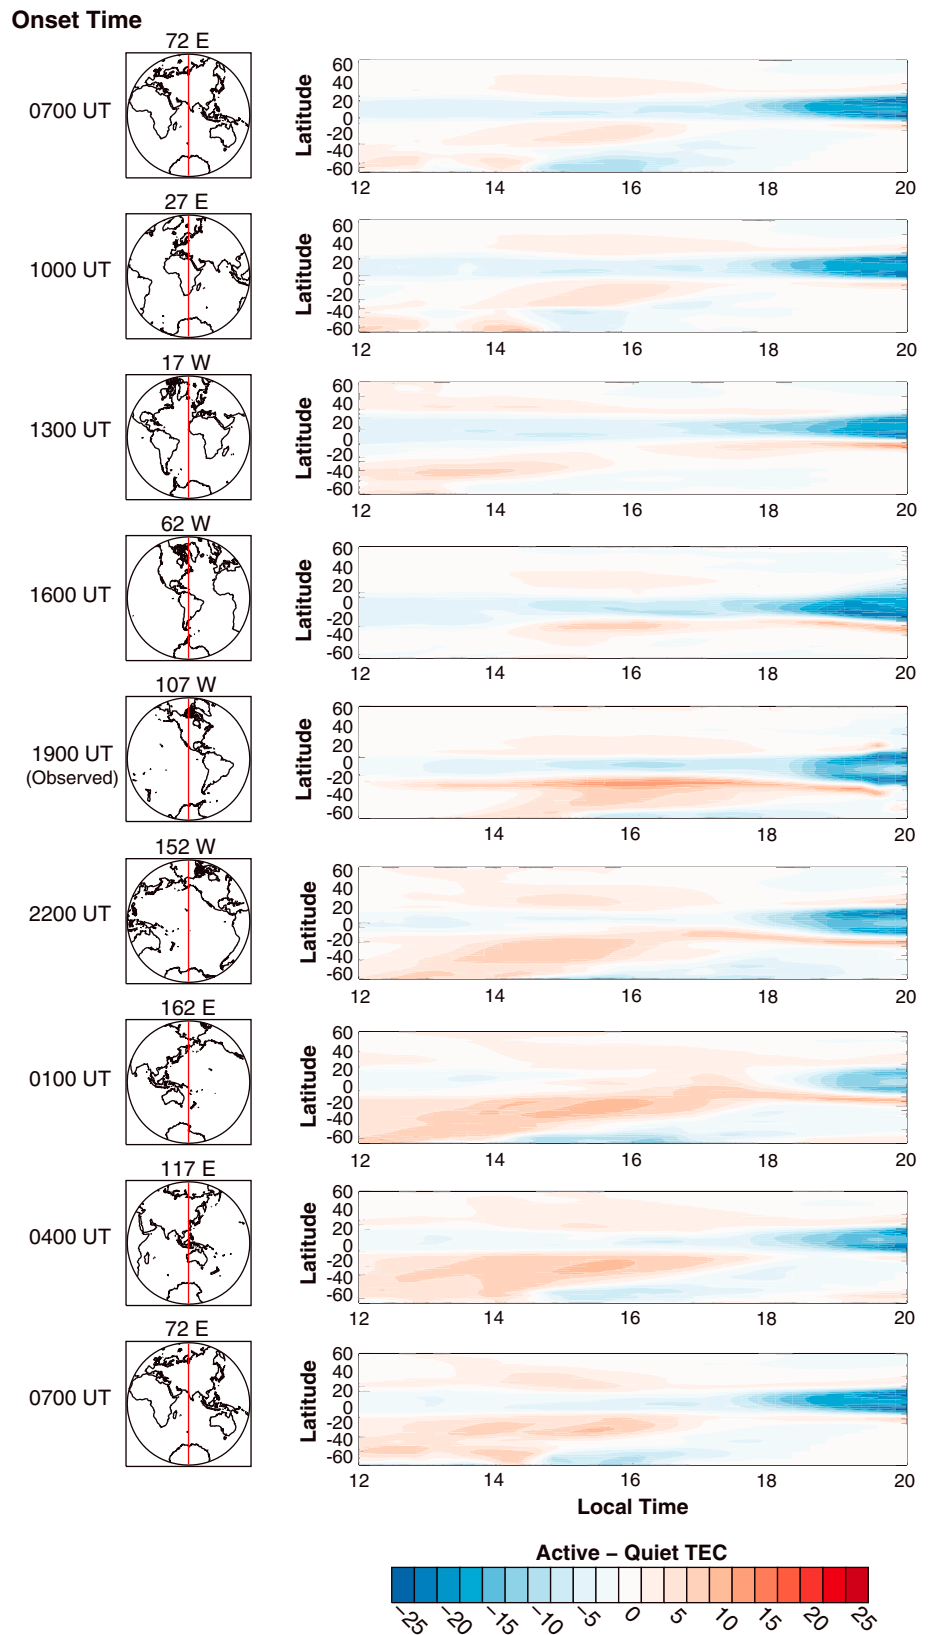 Onset Time
72 E
0700 UT
Latitude
60
40
20
0
-20
-40
-60
12 14 16 18 20
27 E
1000 UT
Latitude
60
40
20
0
-20
-40
-60
12 14 16 18 20
17 W
1300 UT
Latitude
60
40
20
0
-20
-40
-60
12 14 16 18 20
62 W
1600 UT
Latitude
60
40
20
0
-20
-40
-60
12 14 16 18 20
107 W
1900 UT
(Observed)
Latitude
60
40
20
0
-20
-40
-60
14 16 18 20
152 W
2200 UT
Latitude
60
40
20
0
-20
-40
-60
12 14 16 18 20
162 E
0100 UT
Latitude
60
40
20
0
-20
-40
-60
12 14 16 18 20
117 E
0400 UT
Latitude
60
40
20
0
-20
-40
-60
12 14 16 18 20
72 E
0700 UT
Latitude
60
40
20
0
-20
-40
-60
12 14 16 18 20
Local Time
Active – Quiet TEC
−25 −20 −15 −10 −5 0 5 10 15 20 25